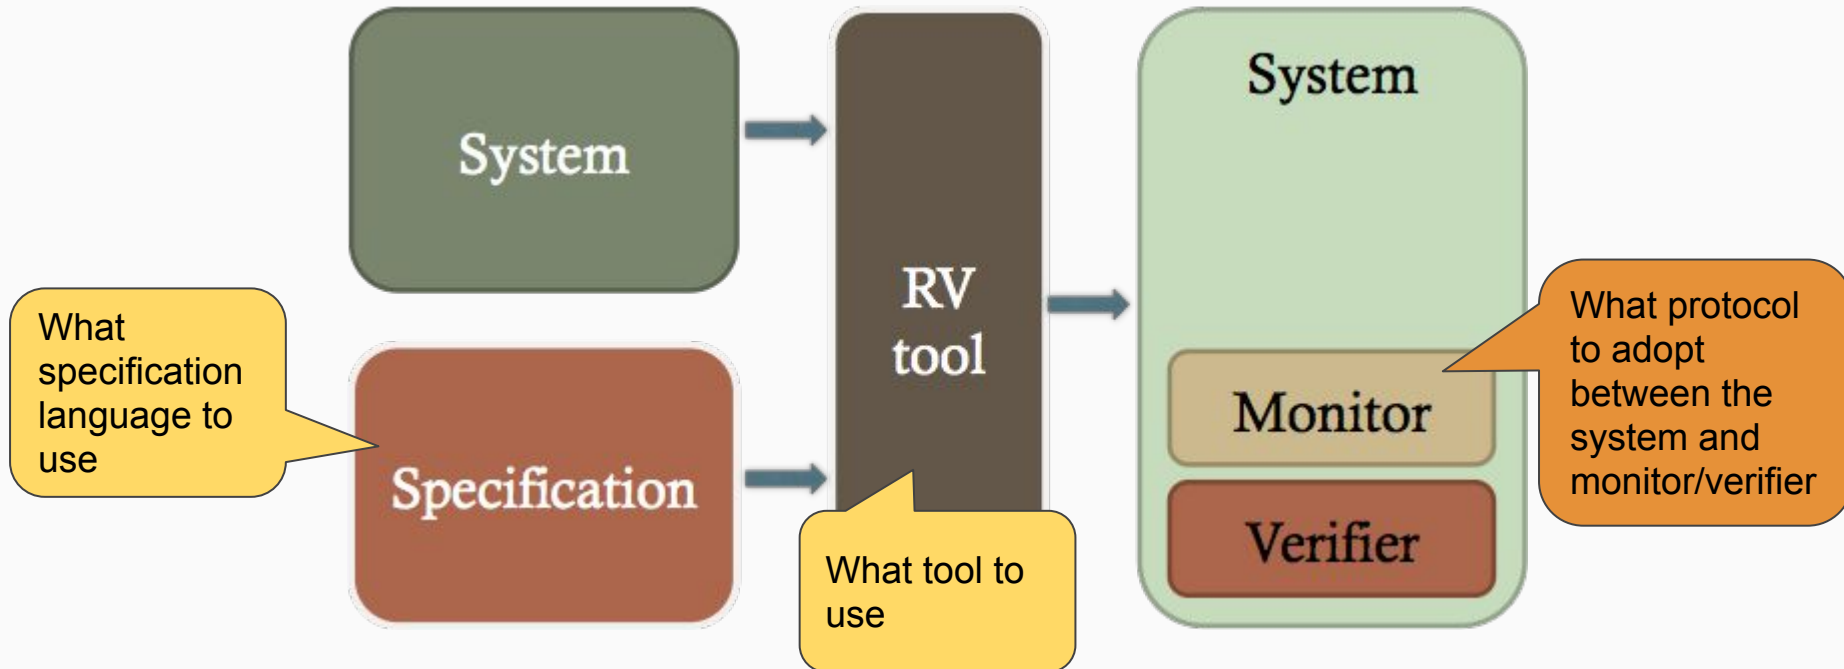 System
Specification
What
specification
language to
use
RV
tool
What tool to
use
System
Monitor
Verifier
What protocol
to adopt
between the
system and
monitor/verifier